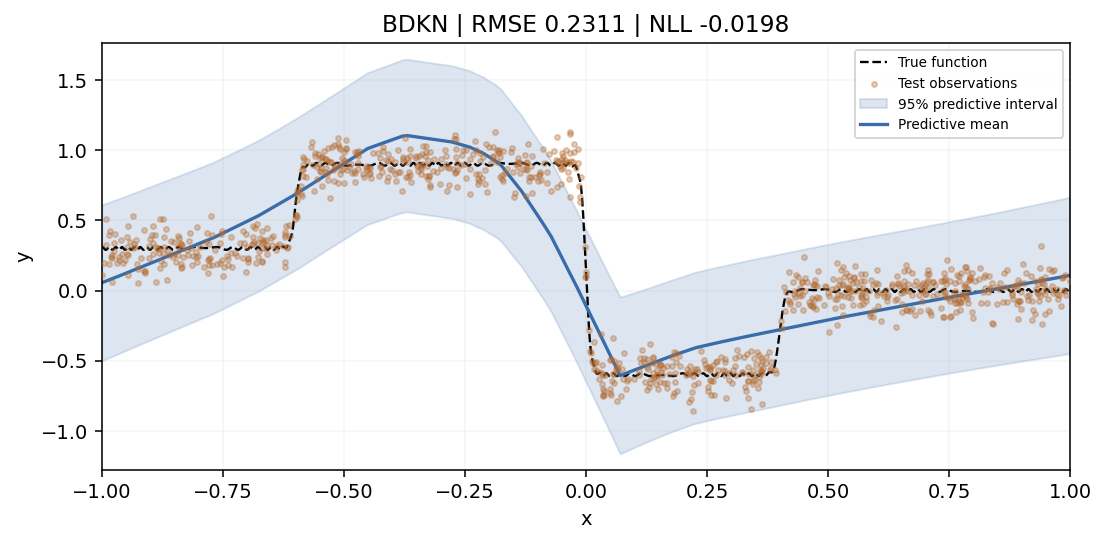 BDKN | RMSE 0.2311 | NLL -0.0198
True function
Test observations
95% predictive interval
Predictive mean
y
1.5
1.0
0.5
0.0
−0.5
−1.0
−1.00 −0.75 −0.50 −0.25 0.00 0.25 0.50 0.75 1.00
x